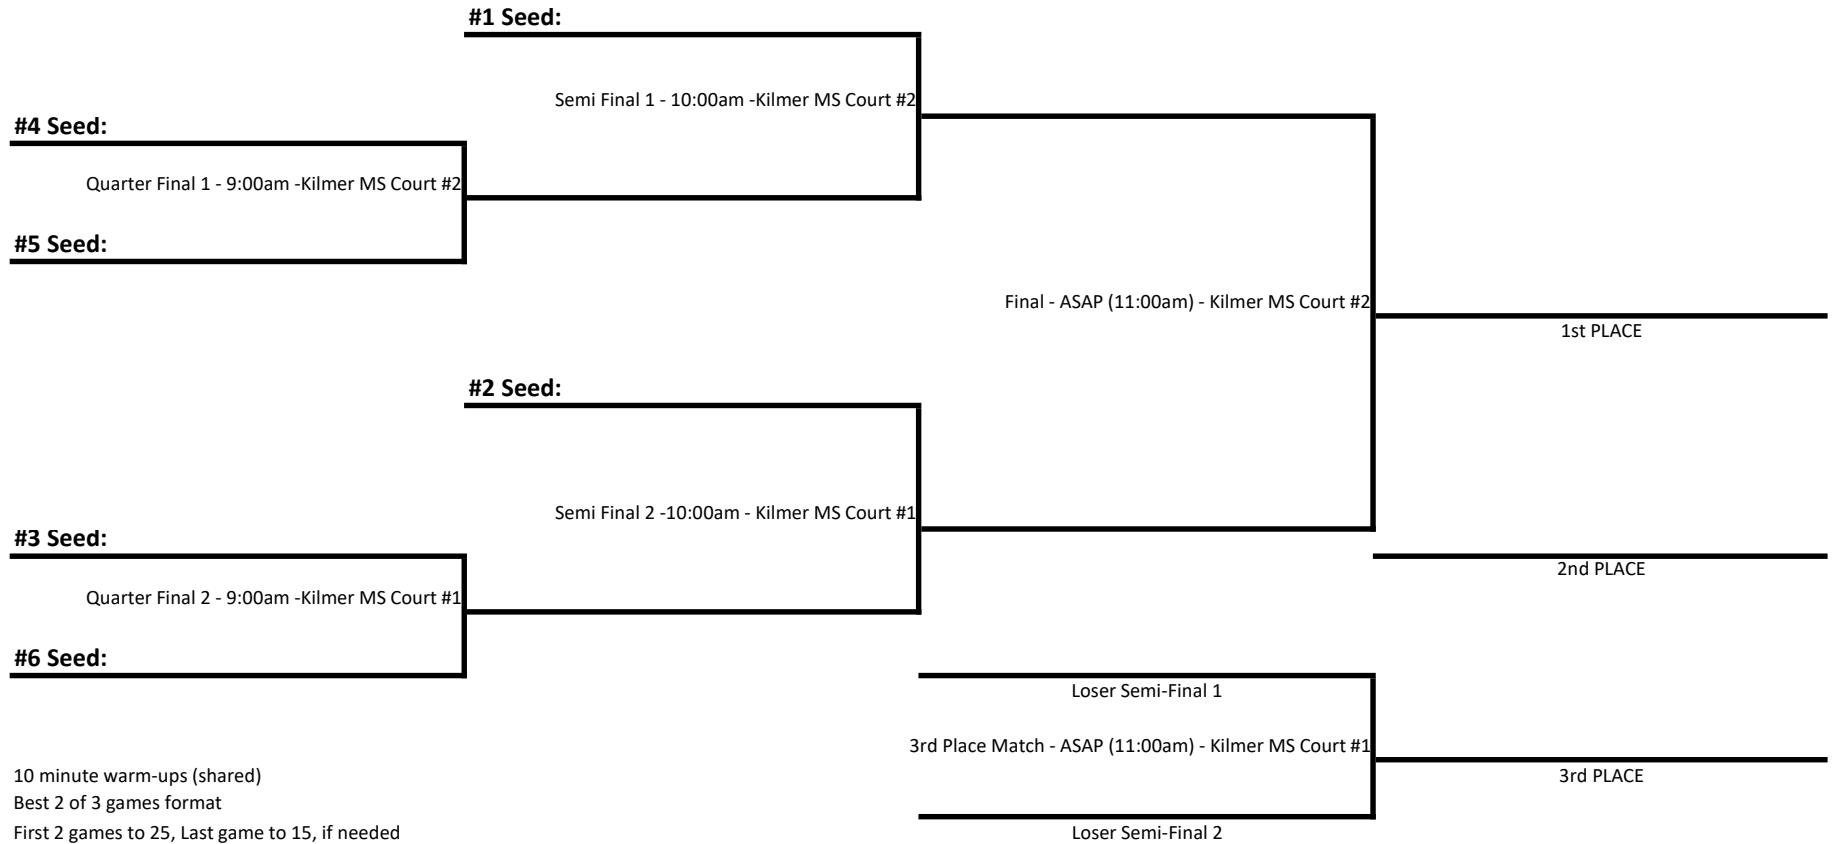 #1 Seed:
Semi Final 1 - 10:00am -Kilmer MS Court #2
#4 Seed:
Quarter Final 1 - 9:00am -Kilmer MS Court #2
#5 Seed:
Final - ASAP (11:00am) - Kilmer MS Court #2
1st PLACE
#2 Seed:
Semi Final 2 -10:00am - Kilmer MS Court #1
#3 Seed:
2nd PLACE
Quarter Final 2 - 9:00am -Kilmer MS Court #1
#6 Seed:
Loser Semi-Final 1
3rd Place Match - ASAP (11:00am) - Kilmer MS Court #1
3rd PLACE
10 minute warm-ups (shared)
Best 2 of 3 games format
First 2 games to 25, Last game to 15, if needed
Loser Semi-Final 2